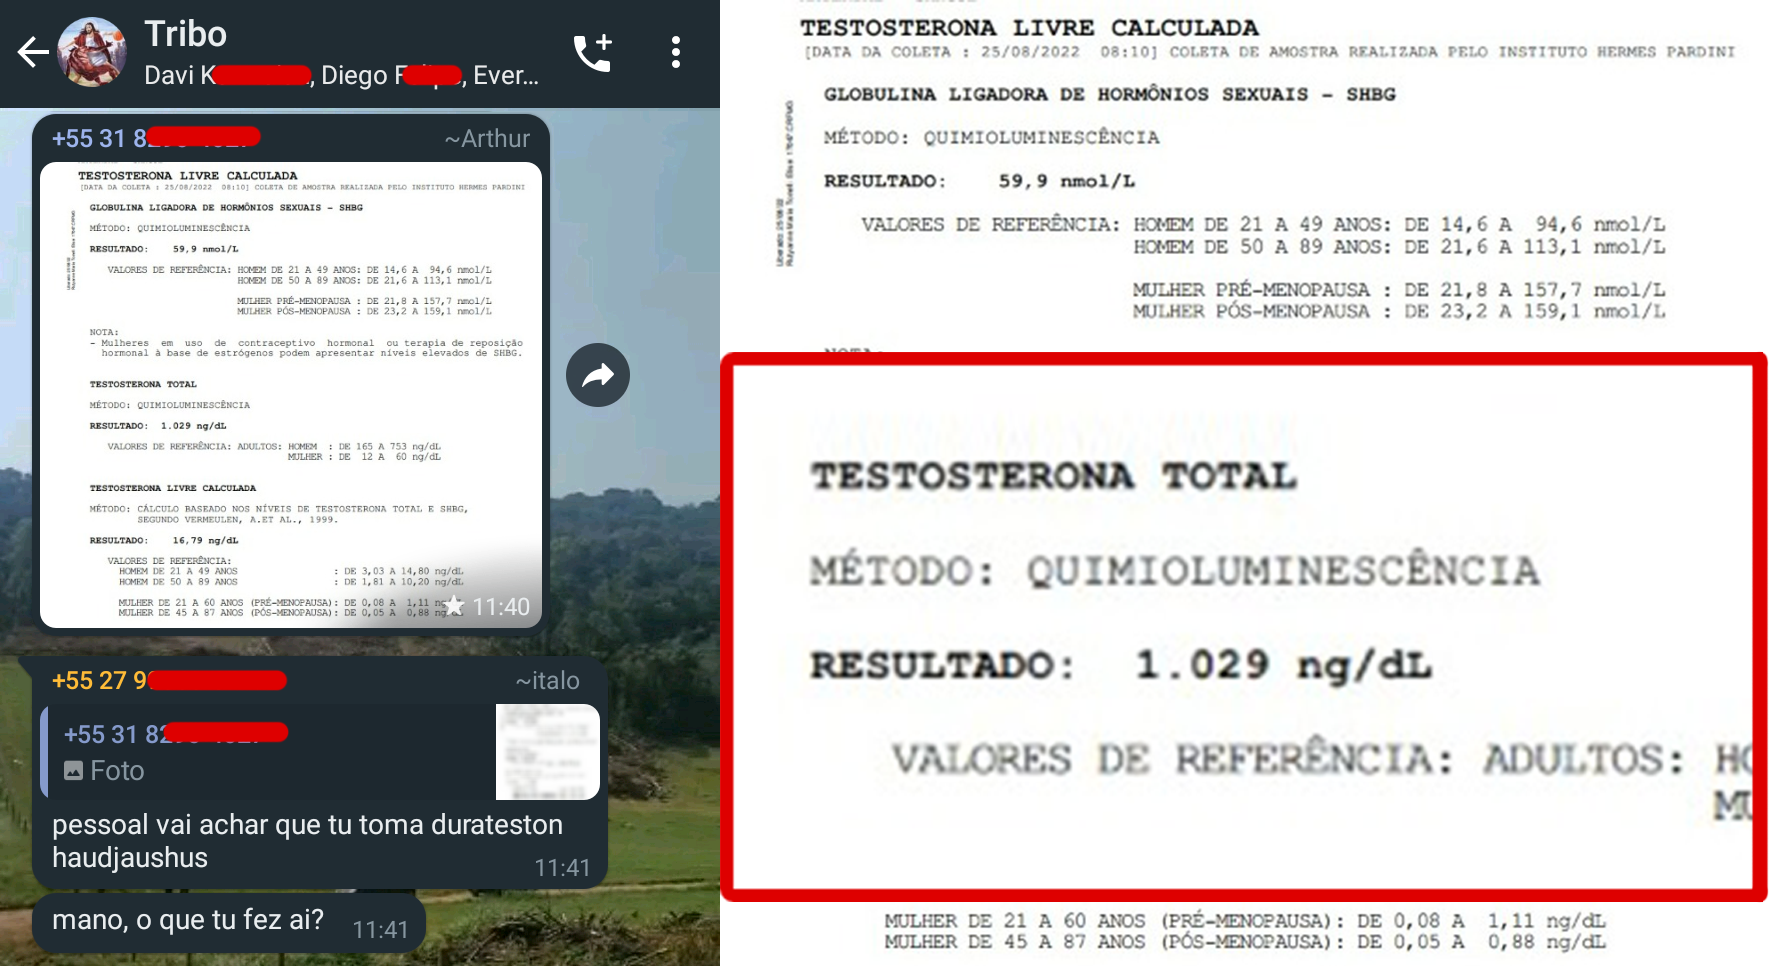 Tribo
Davi K, Diego F, Ever...
+55 31 8
~Arthur
TESTOSTERONA LIVRE CALCULADA
[DATA DA COLETA : 25/08/2022 08:10] COLETA DE AMOSTRA REALIZADA PELO INSTITUTO HERMES PARDINI
GLOBULINA LIGADORA DE HORMÔNIOS SEXUAIS - SHBG
MÉTODO: QUIMIOLUMINESCÊNCIA
RESULTADO: 59,9 nmol/L
VALORES DE REFERÊNCIA: HOMEM DE 21 A 49 ANOS: DE 14,6 A 94,6 nmol/L
HOMEM DE 50 A 89 ANOS: DE 21,6 A 113,1 nmol/L
MULHER PRÉ-MENOPAUSA : DE 21,8 A 157,7 nmol/L
MULHER PÓS-MENOPAUSA : DE 23,2 A 159,1 nmol/L
NOTA:
- Mulheres em uso de contraceptivo hormonal ou terapia de reposição
hormonal à base de estrógenos podem apresentar níveis elevados de SHBG.
TESTOSTERONA TOTAL
MÉTODO: QUIMIOLUMINESCÊNCIA
RESULTADO: 1.029 ng/dL
VALORES DE REFERÊNCIA: ADULTOS: HOMEM : DE 165 A 753 ng/dL
MULHER : DE 12 A 60 ng/dL
TESTOSTERONA LIVRE CALCULADA
MÉTODO: CÁLCULO BASEADO NOS NÍVEIS DE TESTOSTERONA TOTAL E SHBG,
SEGUNDO VERMEULEN, A.ET AL., 1999.
RESULTADO: 16,79 ng/dL
VALORES DE REFERÊNCIA:
HOMEM DE 21 A 49 ANOS : DE 3,03 A 14,80 ng/dL
HOMEM DE 50 A 89 ANOS : DE 1,81 A 10,20 ng/dL
MULHER DE 21 A 60 ANOS (PRÉ-MENOPAUSA): DE 0,08 A 1,11 ng/dL
MULHER DE 45 A 87 ANOS (PÓS-MENOPAUSA): DE 0,05 A 0,88 ng/dL
11:40
+55 27 9
~italo
+55 31 82
Foto
pessoal vai achar que tu toma durateston
haudjaushus
11:41
mano, o que tu fez ai?
11:41
TESTOSTERONA LIVRE CALCULADA
[DATA DA COLETA : 25/08/2022 08:10] COLETA DE AMOSTRA REALIZADA PELO INSTITUTO HERMES PARDINI
GLOBULINA LIGADORA DE HORMÔNIOS SEXUAIS - SHBG
MÉTODO: QUIMIOLUMINESCÊNCIA
RESULTADO: 59,9 nmol/L
VALORES DE REFERÊNCIA: HOMEM DE 21 A 49 ANOS: DE 14,6 A 94,6 nmol/L
HOMEM DE 50 A 89 ANOS: DE 21,6 A 113,1 nmol/L
MULHER PRÉ-MENOPAUSA : DE 21,8 A 157,7 nmol/L
MULHER PÓS-MENOPAUSA : DE 23,2 A 159,1 nmol/L
TESTOSTERONA TOTAL
MÉTODO: QUIMIOLUMINESCÊNCIA
RESULTADO: 1.029 ng/dL
VALORES DE REFERÊNCIA: ADULTOS: HO
MU
MULHER DE 21 A 60 ANOS (PRÉ-MENOPAUSA): DE 0,08 A 1,11 ng/dL
MULHER DE 45 A 87 ANOS (PÓS-MENOPAUSA): DE 0,05 A 0,88 ng/dL